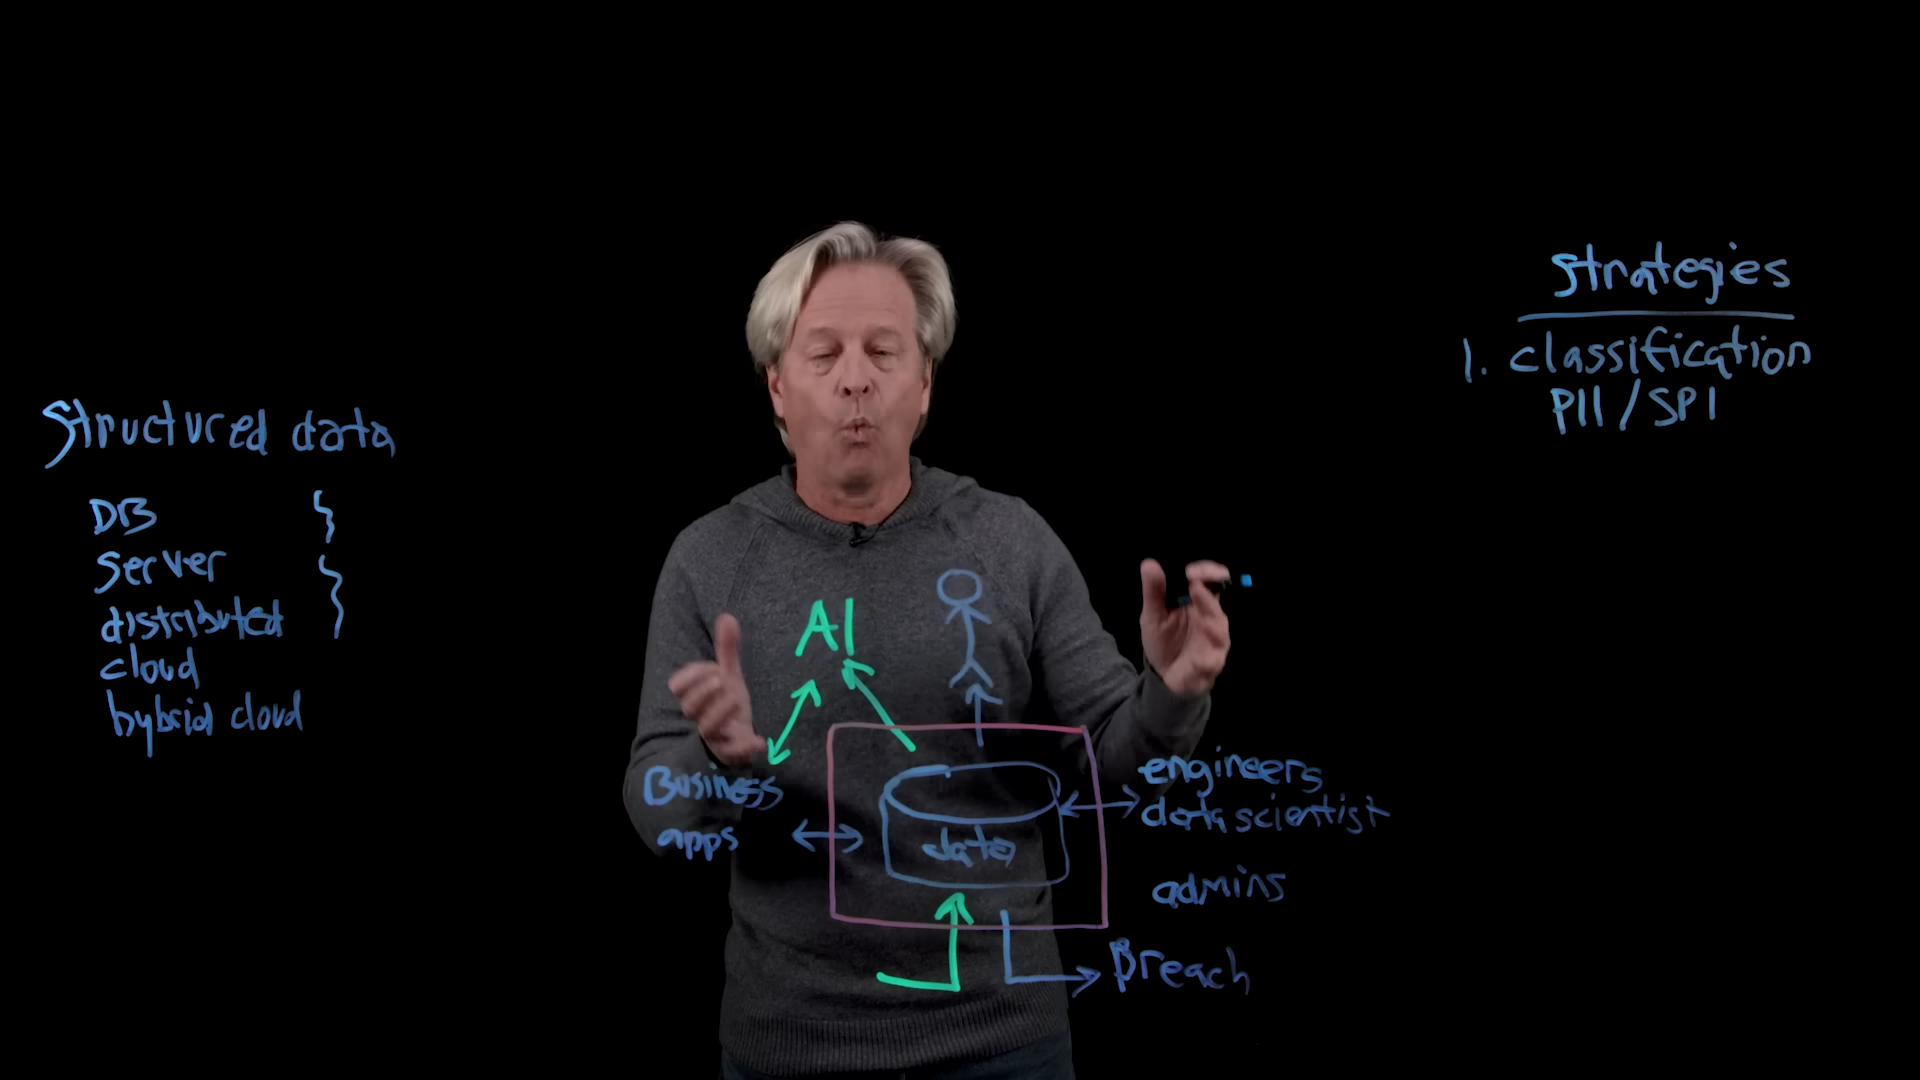 Structured data
DB
Server
distributed
cloud
hybrid cloud
AI
Business
apps
data
engineers
data scientist
admins
Breach
Strategies
1. classification
PII/SPI